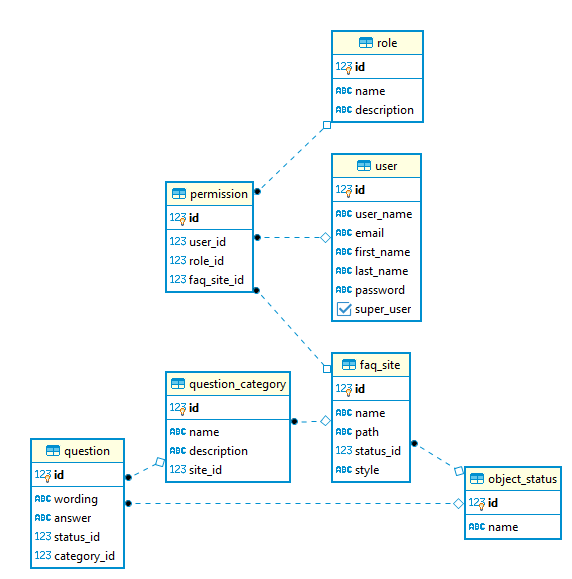 role
123 id
ABC name
ABC description
user
123 id
ABC user_name
ABC email
ABC first_name
ABC last_name
ABC password
super_user
permission
123 id
123 user_id
123 role_id
123 faq_site_id
faq_site
123 id
ABC name
ABC path
123 status_id
ABC style
question_category
123 id
ABC name
ABC description
123 site_id
question
123 id
ABC wording
ABC answer
123 status_id
123 category_id
object_status
123 id
ABC name